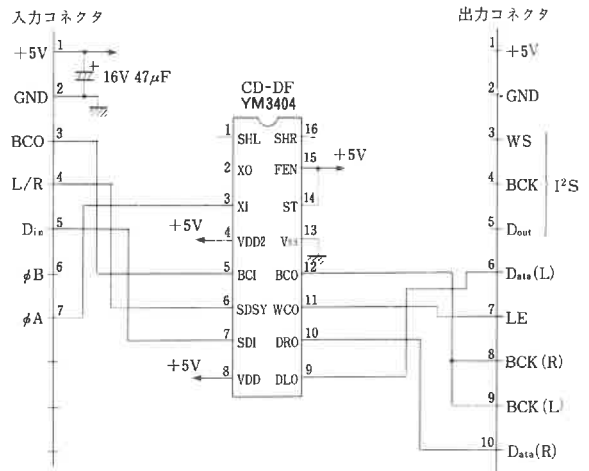 入力コネクタ
+5V 1
16V 47μF
GND 2
BCO 3
L/R 4
Din 5
φB 6
φA 7
CD-DF
YM3404
1 SHL SHR 16
2 XO FEN 15 +5V
3 XI ST 14
+5V 4 VDD2 Vss 13
5 BCI BCO 12
6 SDSY WCO 11
7 SDI DRO 10
+5V 8 VDD DLO 9
出力コネクタ
1 +5V
2 GND
3 WS
4 BCK I²S
5 Dout
6 Data(L)
7 LE
8 BCK(R)
9 BCK(L)
10 Data(R)